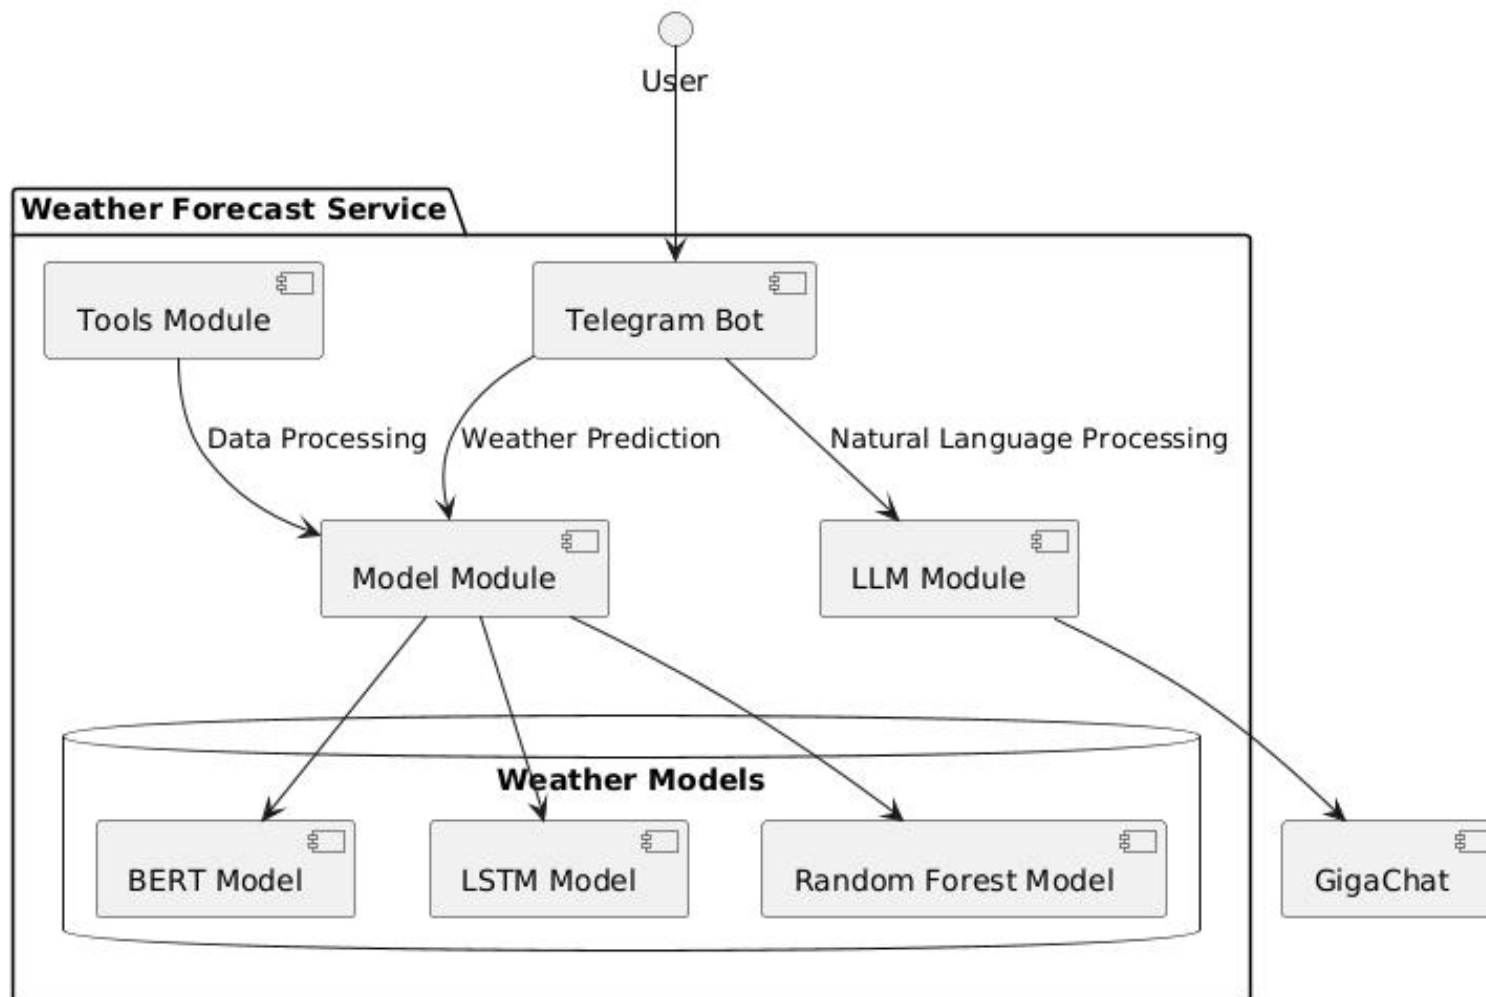 User
Weather Forecast Service
Tools Module
Telegram Bot
Data Processing
Weather Prediction
Natural Language Processing
Model Module
LLM Module
Weather Models
BERT Model
LSTM Model
Random Forest Model
GigaChat